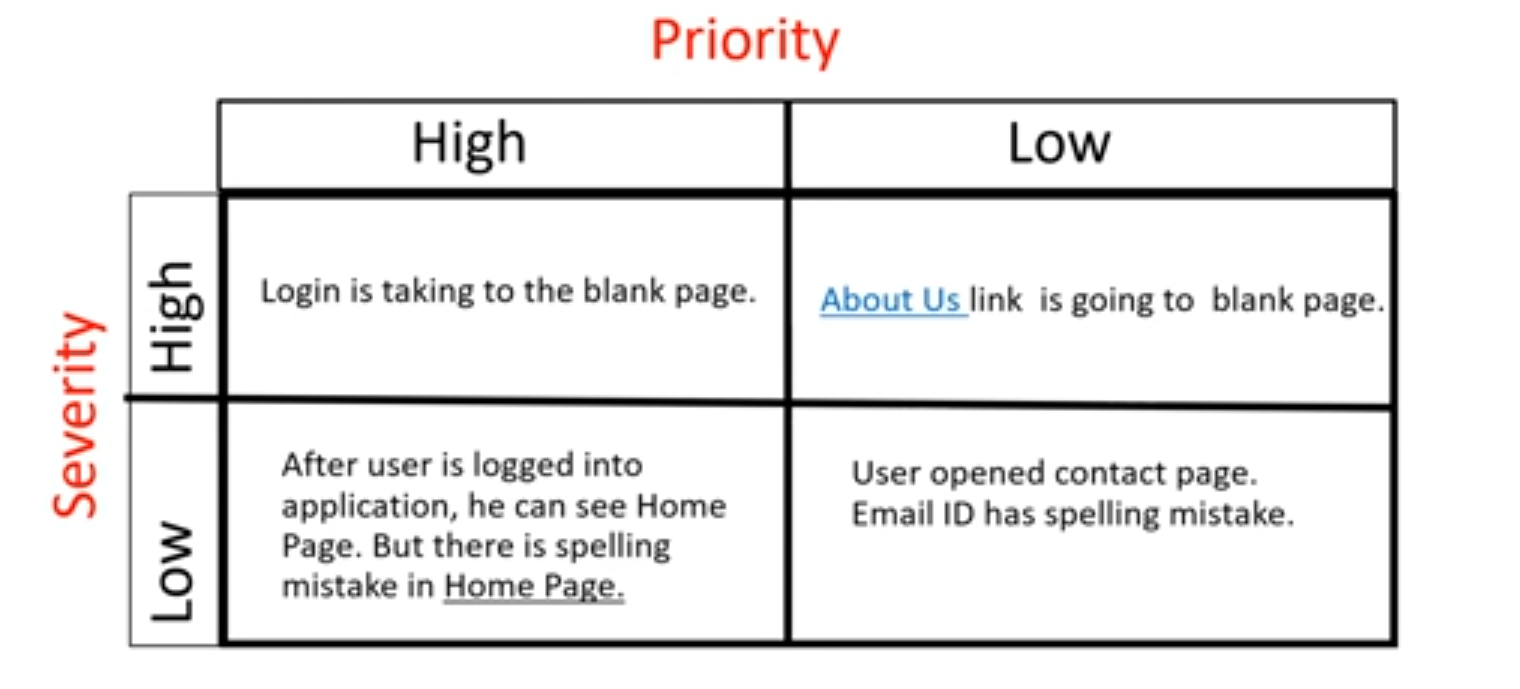 Priority
High
Low
Severity
High
Login is taking to the blank page.
About Us link is going to blank page.
Low
After user is logged into
application, he can see Home
Page. But there is spelling
mistake in Home Page.
User opened contact page.
Email ID has spelling mistake.